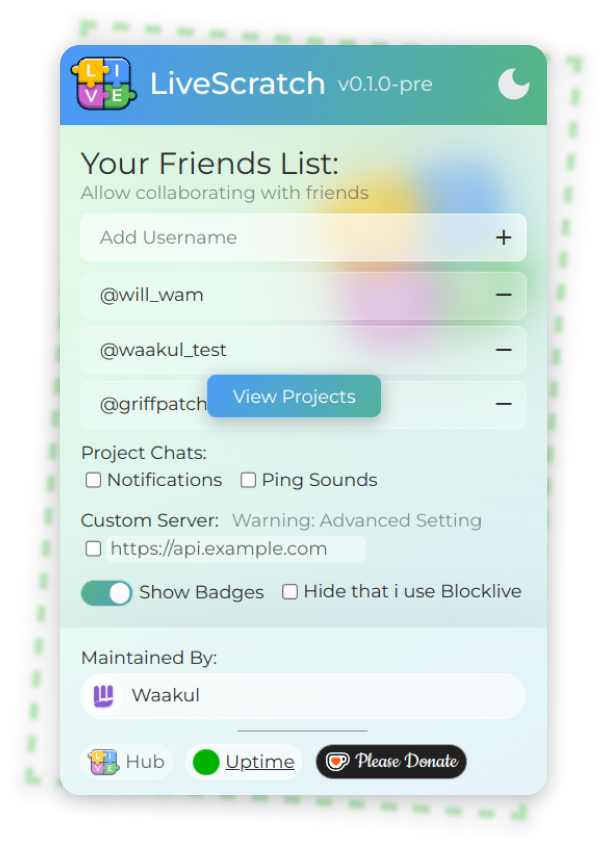 L I
V E
LiveScratch v0.1.0-pre
Your Friends List:
Allow collaborating with friends
Add Username +
@will_wam −
@waakul_test −
@griffpatch −
View Projects
Project Chats:
Notifications Ping Sounds
Custom Server: Warning: Advanced Setting
https://api.example.com
Show Badges Hide that i use Blocklive
Maintained By:
Waakul
Hub Uptime Please Donate